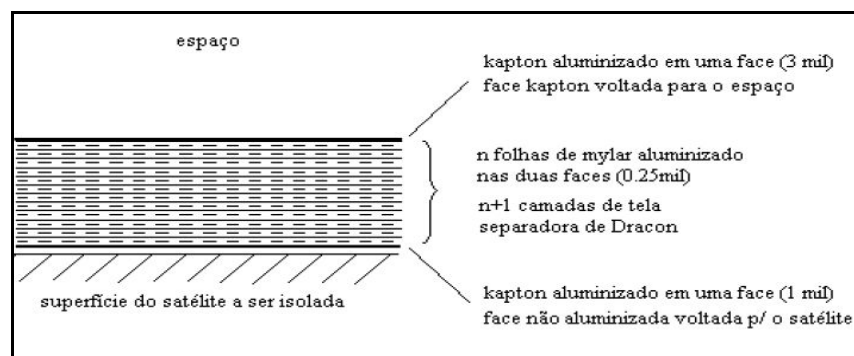 espaço
kapton aluminizado em uma face (3 mil)
face kapton voltada para o espaço
n folhas de mylar aluminizado
nas duas faces (0.25mil)
n+1 camadas de tela
separadora de Dracon
superfície do satélite a ser isolada
kapton aluminizado em uma face (1 mil)
face não aluminizada voltada p/ o satélite